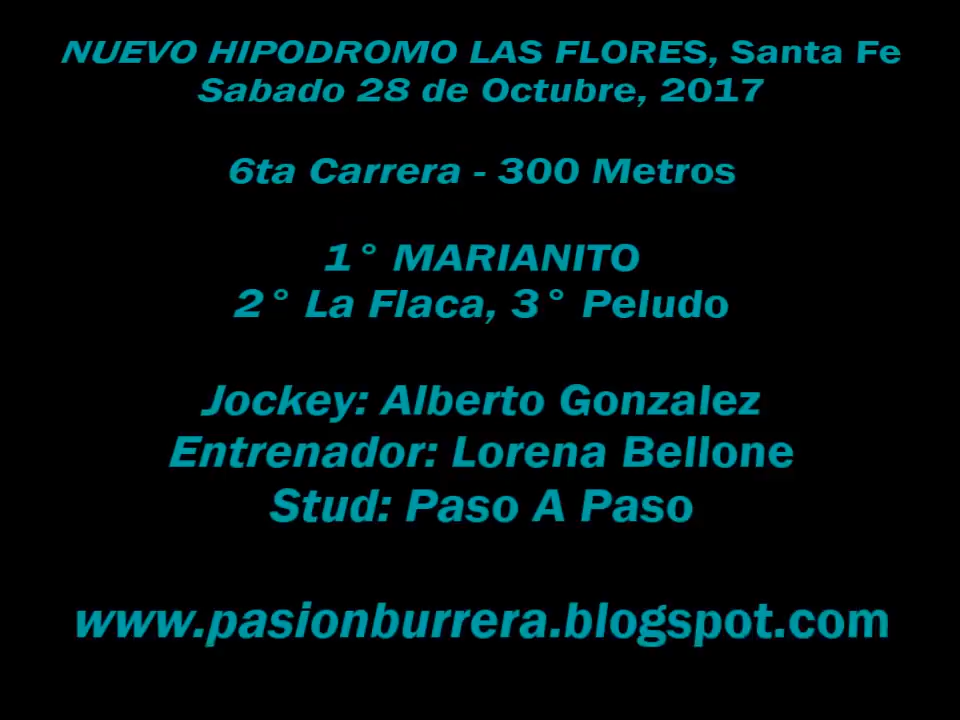 NUEVO HIPODROMO LAS FLORES, Santa Fe
Sabado 28 de Octubre, 2017
6ta Carrera - 300 Metros
1° MARIANITO
2° La Flaca, 3° Peludo
Jockey: Alberto Gonzalez
Entrenador: Lorena Bellone
Stud: Paso A Paso
www.pasionburrera.blogspot.com